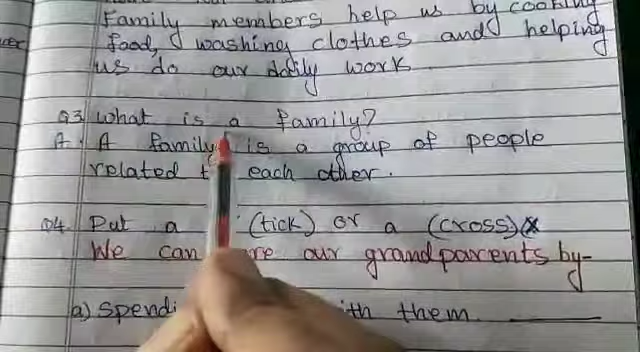 Family members help us by cooking
food, washing clothes and helping
us do our daily work
Q3 What is a family?
A. A family is a group of people
related t each other.
Q4. Put a (tick) or a (cross)x
We can our grandparents by-
a) Spendi ith them